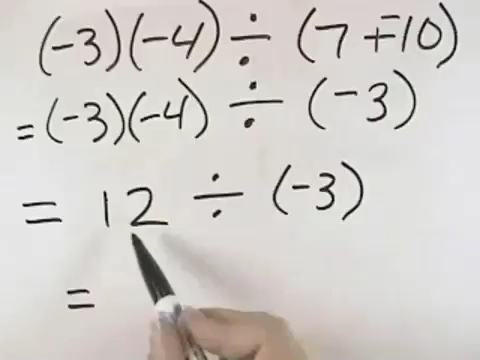 (-3)(-4) ÷ (7 + -10)
= (-3)(-4) ÷ (-3)
= 12 ÷ (-3)
=